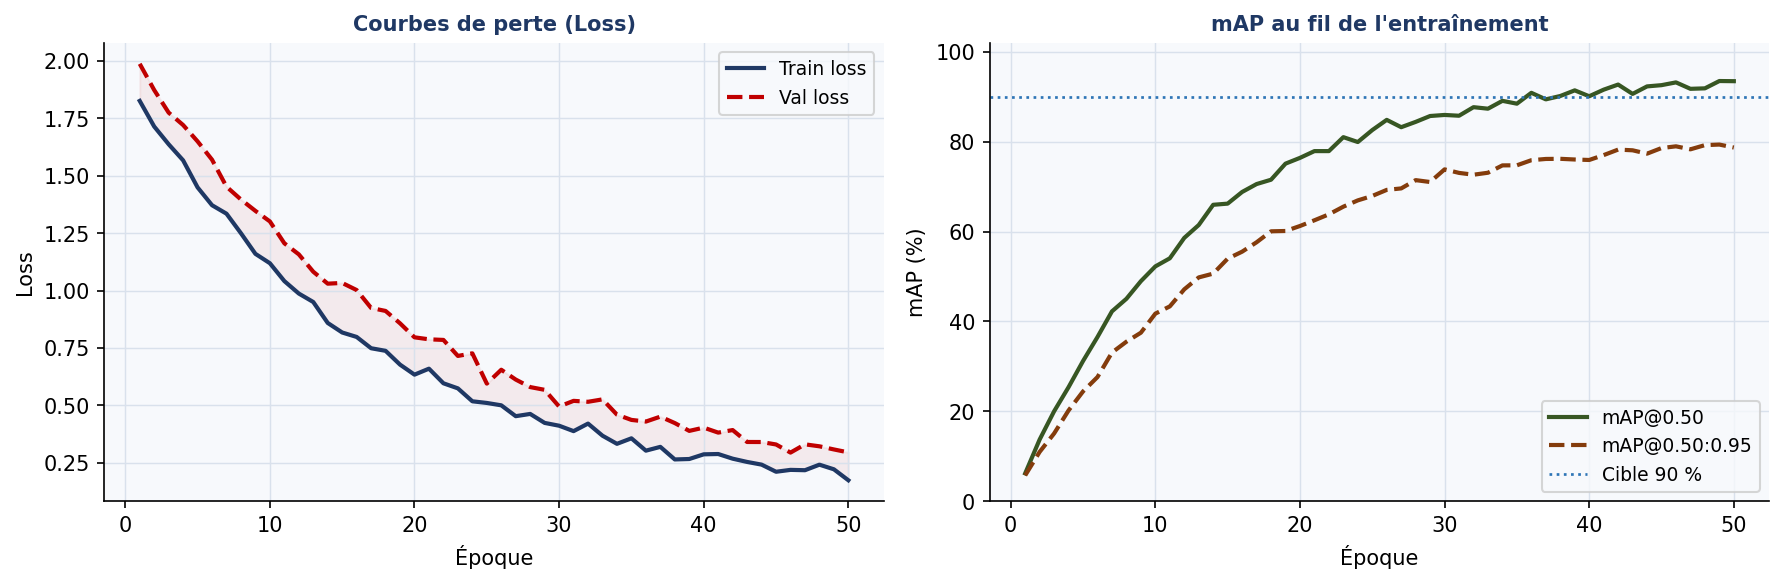 Courbes de perte (Loss)
2.00
1.75
1.50
1.25
1.00
0.75
0.50
0.25
Loss
0 10 20 30 40 50
Époque
Train loss
Val loss
mAP au fil de l'entraînement
100
80
60
40
20
0
mAP (%)
0 10 20 30 40 50
Époque
mAP@0.50
mAP@0.50:0.95
Cible 90 %